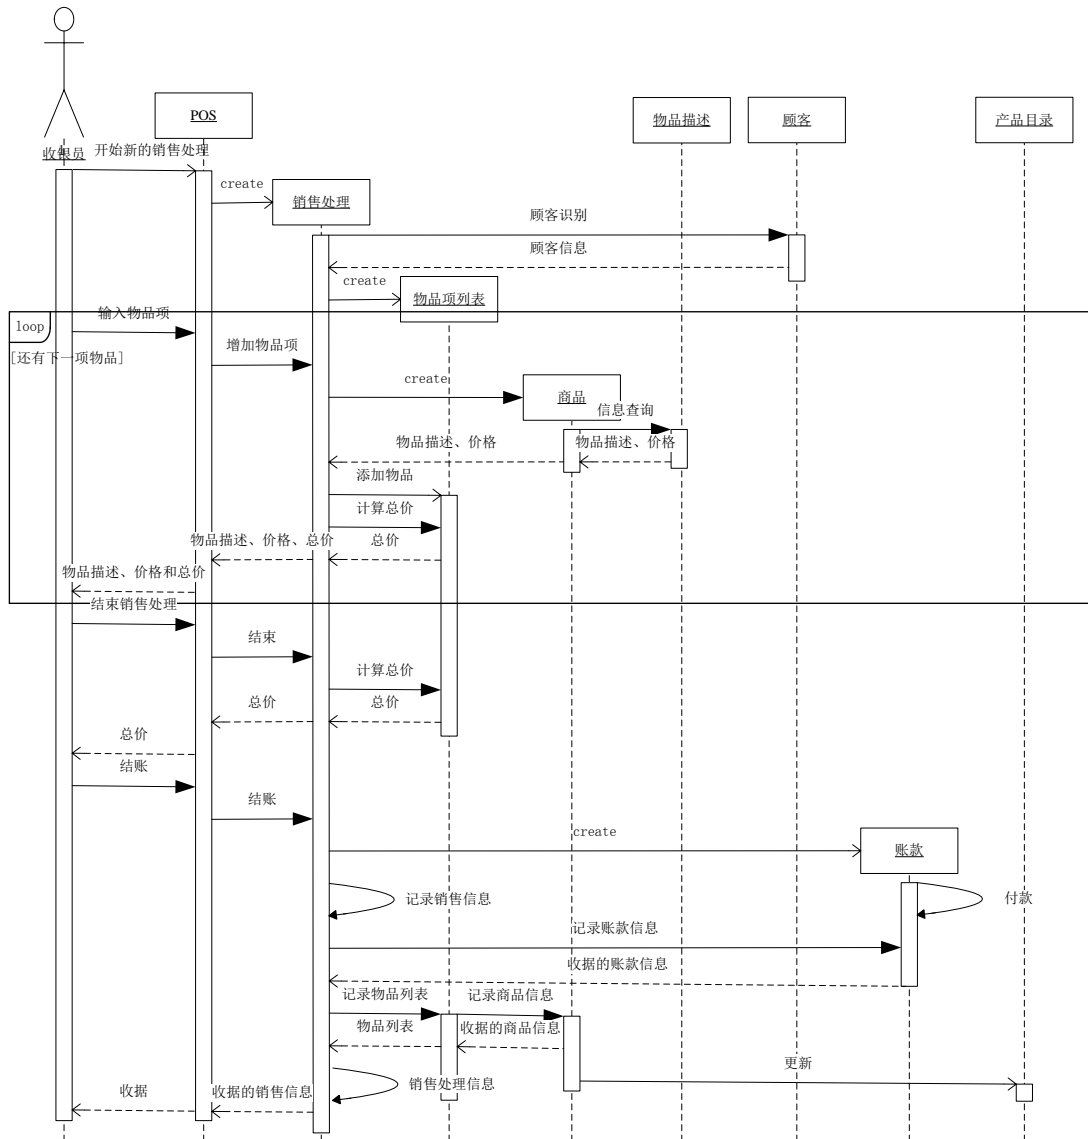 POS
物品描述
顾客
产品目录
收银员
开始新的销售处理
create
销售处理
顾客识别
顾客信息
create
物品项列表
loop
输入物品项
增加物品项
[还有下一项物品]
create
商品
信息查询
物品描述、价格
物品描述、价格
添加物品
计算总价
物品描述、价格、总价
总价
物品描述、价格和总价
结束销售处理
结束
计算总价
总价
总价
总价
结账
结账
create
账款
记录销售信息
付款
记录账款信息
收据的账款信息
记录物品列表
记录商品信息
物品列表
收据的商品信息
更新
销售处理信息
收据
收据的销售信息